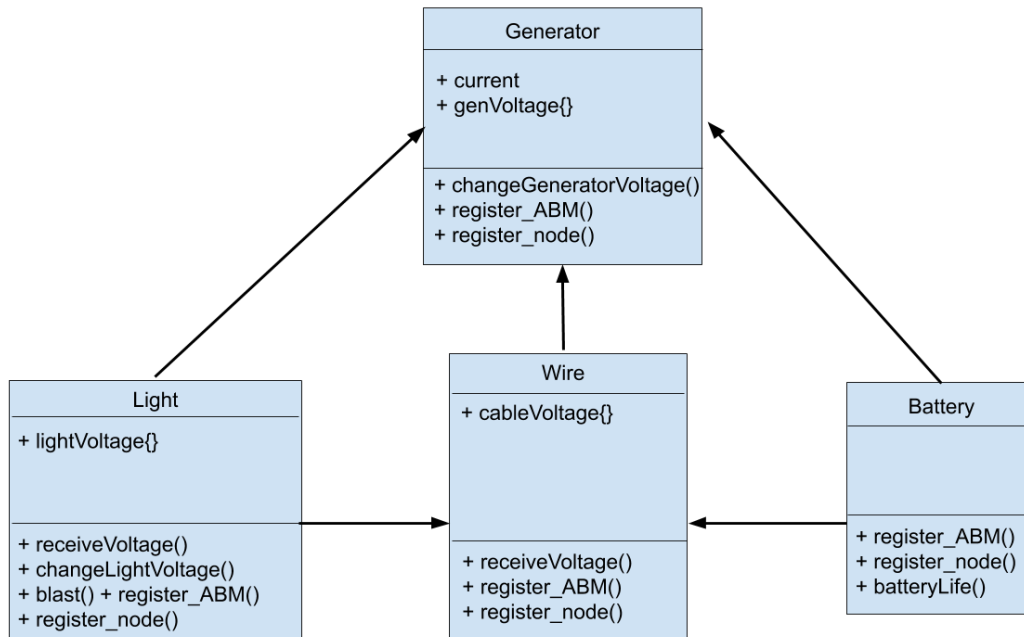 Generator
+ current
+ genVoltage{}
+ changeGeneratorVoltage()
+ register_ABM()
+ register_node()
Light
+ lightVoltage{}
+ receiveVoltage()
+ changeLightVoltage()
+ blast() + register_ABM()
+ register_node()
Wire
+ cableVoltage{}
+ receiveVoltage()
+ register_ABM()
+ register_node()
Battery
+ register_ABM()
+ register_node()
+ batteryLife()